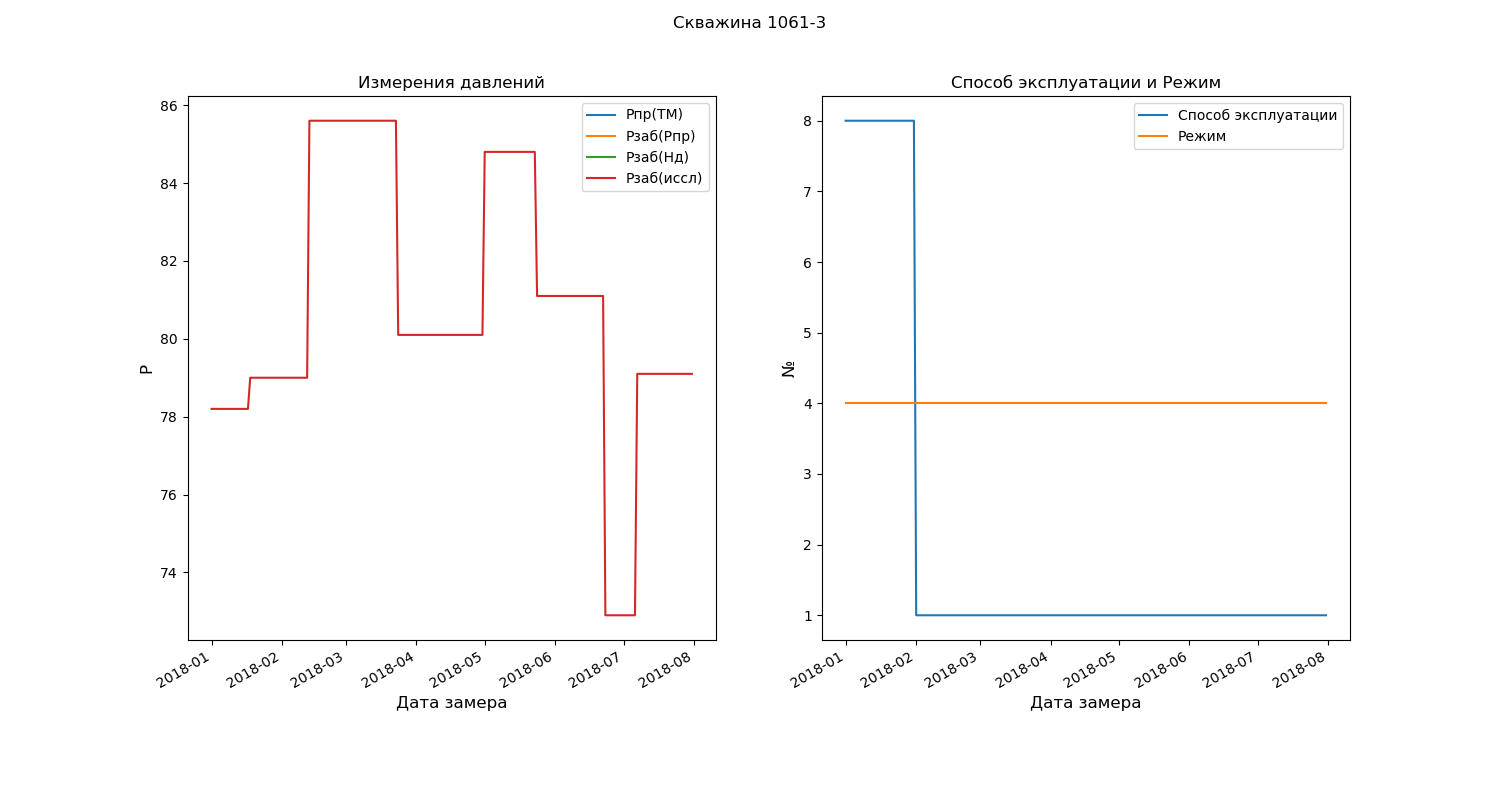 Скважина 1061-3
Измерения давлений
86
84
82
80
78
76
74
P
Рпр(ТМ)
Рзаб(Рпр)
Рзаб(Нд)
Рзаб(иссл)
2018-01
2018-02
2018-03
2018-04
2018-05
2018-06
2018-07
2018-08
Дата замера
Способ эксплуатации и Режим
8
7
6
5
4
3
2
1
№
Способ эксплуатации
Режим
2018-01
2018-02
2018-03
2018-04
2018-05
2018-06
2018-07
2018-08
Дата замера